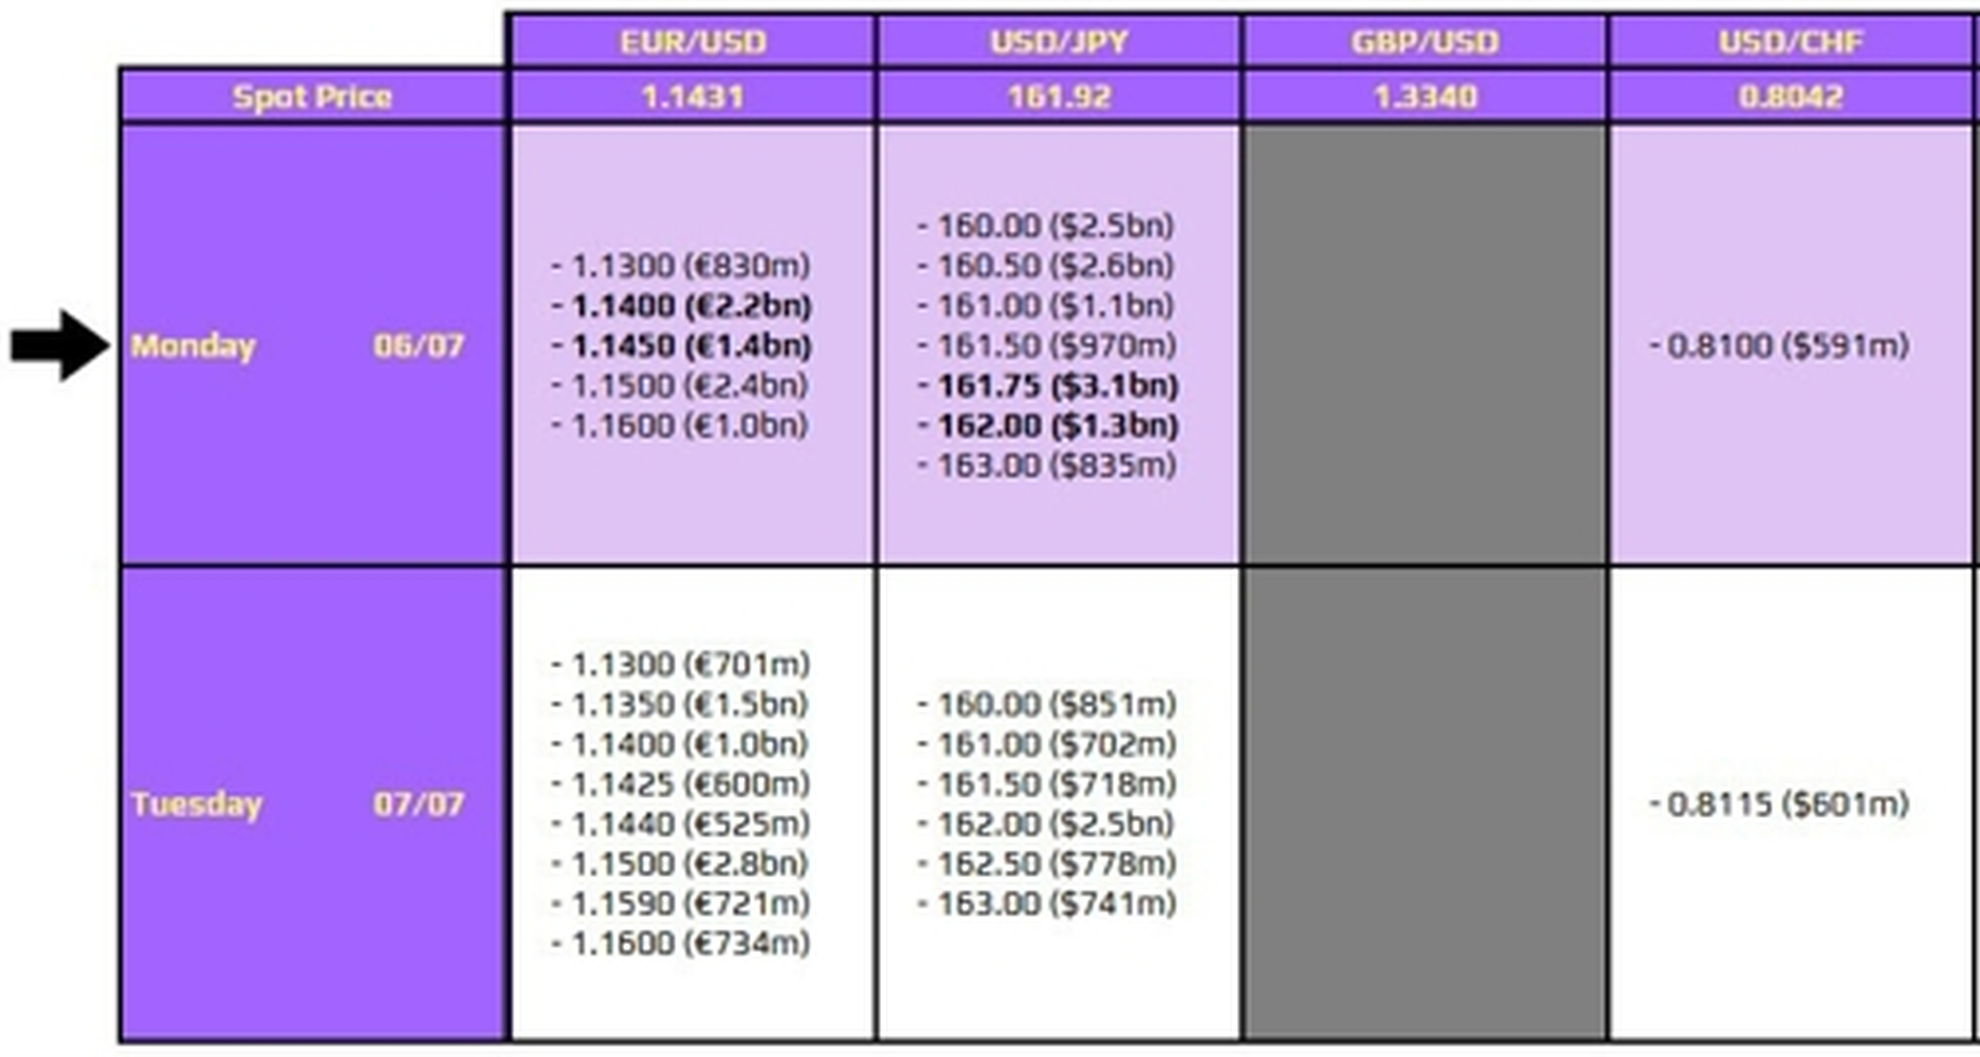 EUR/USD USD/JPY GBP/USD USD/CHF
Spot Price 1.1431 161.92 1.3340 0.8042
Monday 06/07
- 1.1300 (€830m)
- 1.1400 (€2.2bn)
- 1.1450 (€1.4bn)
- 1.1500 (€2.4bn)
- 1.1600 (€1.0bn)
- 160.00 ($2.5bn)
- 160.50 ($2.6bn)
- 161.00 ($1.1bn)
- 161.50 ($970m)
- 161.75 ($3.1bn)
- 162.00 ($1.3bn)
- 163.00 ($835m)
- 0.8100 ($591m)
Tuesday 07/07
- 1.1300 (€701m)
- 1.1350 (€1.5bn)
- 1.1400 (€1.0bn)
- 1.1425 (€600m)
- 1.1440 (€525m)
- 1.1500 (€2.8bn)
- 1.1590 (€721m)
- 1.1600 (€734m)
- 160.00 ($851m)
- 161.00 ($702m)
- 161.50 ($718m)
- 162.00 ($2.5bn)
- 162.50 ($778m)
- 163.00 ($741m)
- 0.8115 ($601m)